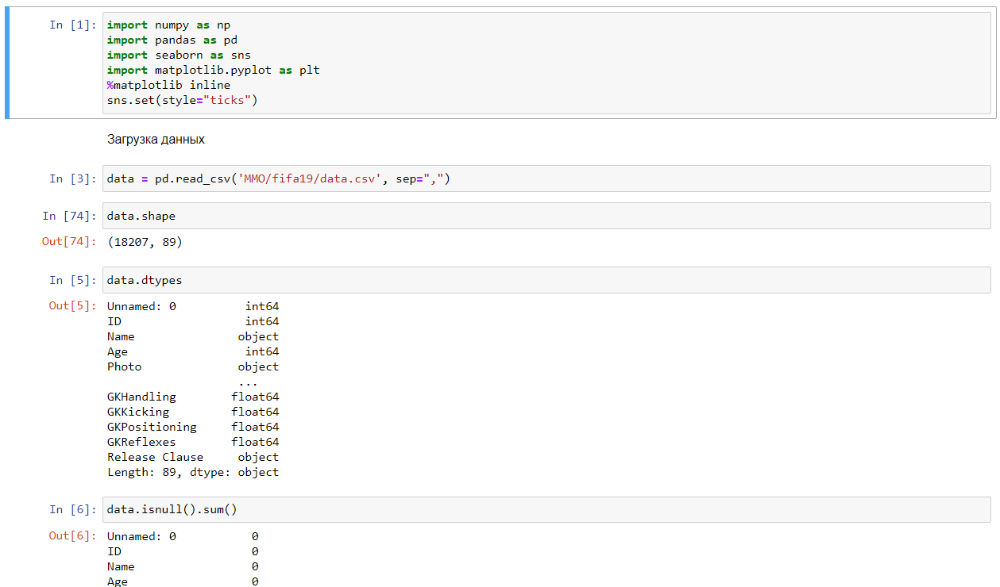 In [1]: import numpy as np
import pandas as pd
import seaborn as sns
import matplotlib.pyplot as plt
%matplotlib inline
sns.set(style="ticks")
Загрузка данных
In [3]: data = pd.read_csv('MMO/fifa19/data.csv', sep=",")
In [74]: data.shape
Out[74]: (18207, 89)
In [5]: data.dtypes
Out[5]: Unnamed: 0 int64
ID int64
Name object
Age int64
Photo object
...
GKHandling float64
GKKicking float64
GKPositioning float64
GKReflexes float64
Release Clause object
Length: 89, dtype: object
In [6]: data.isnull().sum()
Out[6]: Unnamed: 0 0
ID 0
Name 0
Age 0